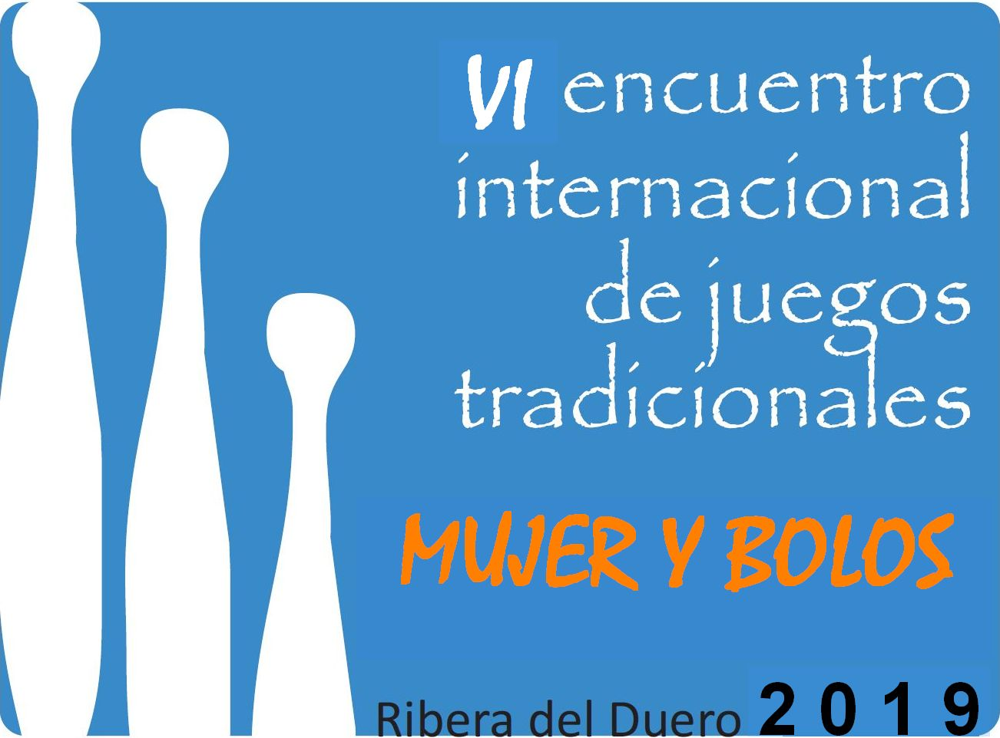 VI encuentro
internacional
de juegos
tradicionales
MUJER Y BOLOS
Ribera del Duero 2019